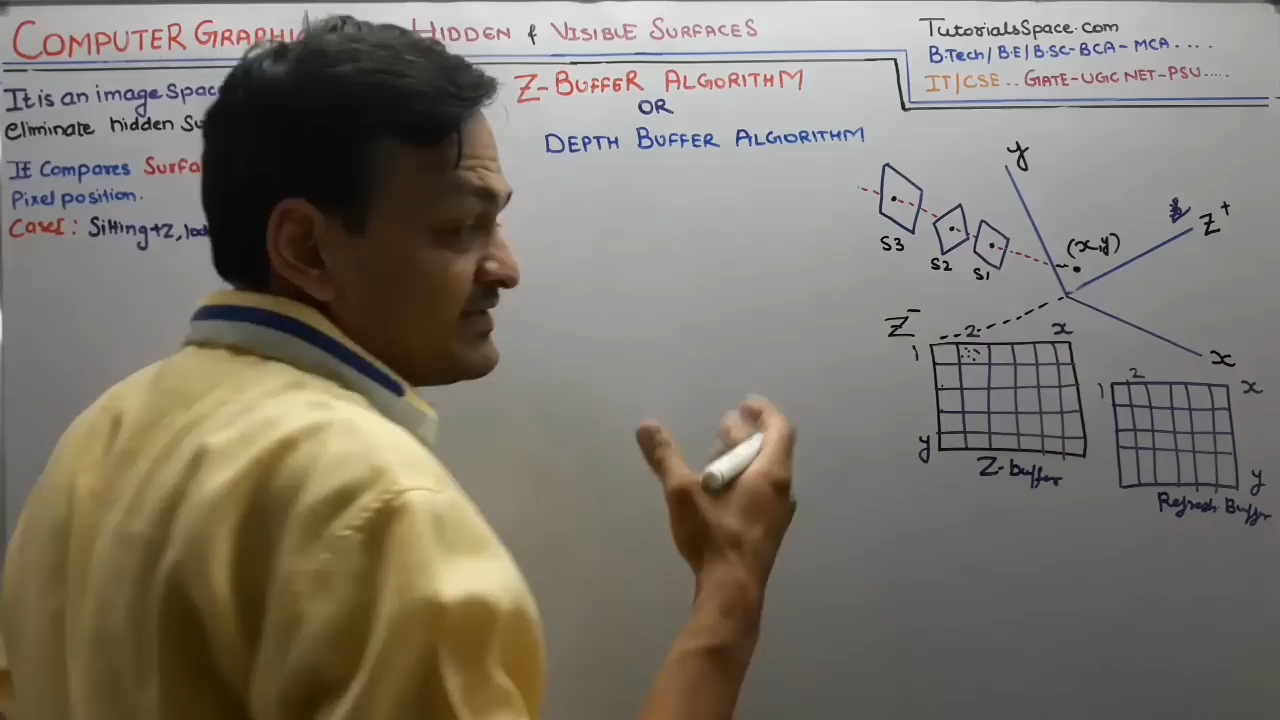 COMPUTER GRAPHI HIDDEN & VISIBLE SURFACES
TutorialsSpace.com
B.Tech/B.E/B.SC-BCA-MCA....
IT/CSE.. GATE-UGC NET-PSU.....
It is an image space
eliminate hidden Su
It Compares Surfa
Pixel position.
Case I: Sitting +Z, loo
Z-BUFFER ALGORITHM
OR
DEPTH BUFFER ALGORITHM
y
Z+
(x,y)
S3
S2
S1
Z-
x
1
2
x
y
Z-buffer
1
2
x
y
Refresh Buffer